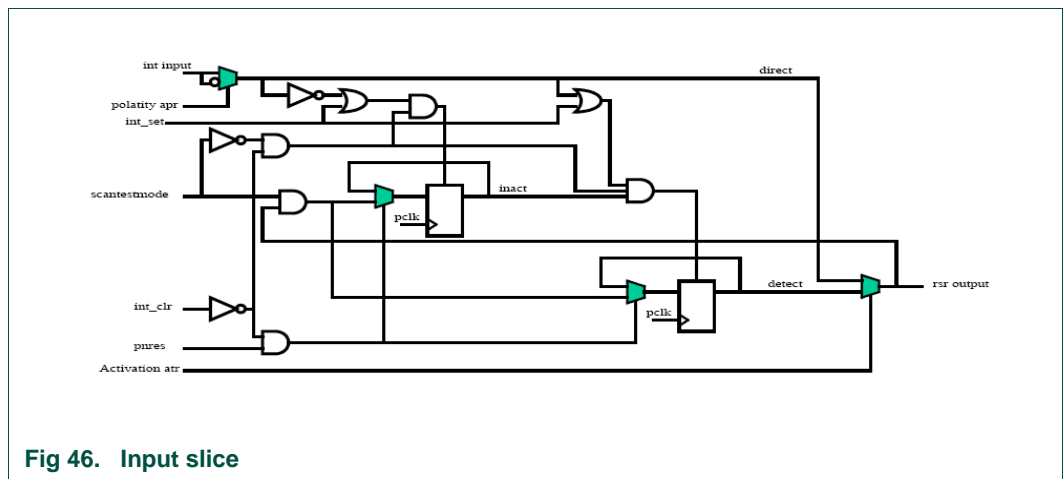 int input
direct
polatity apr
int_set
scantestmode
inact
pclk
int_clr
detect
rsr output
pclk
pnres
Activation atr
Fig 46. Input slice